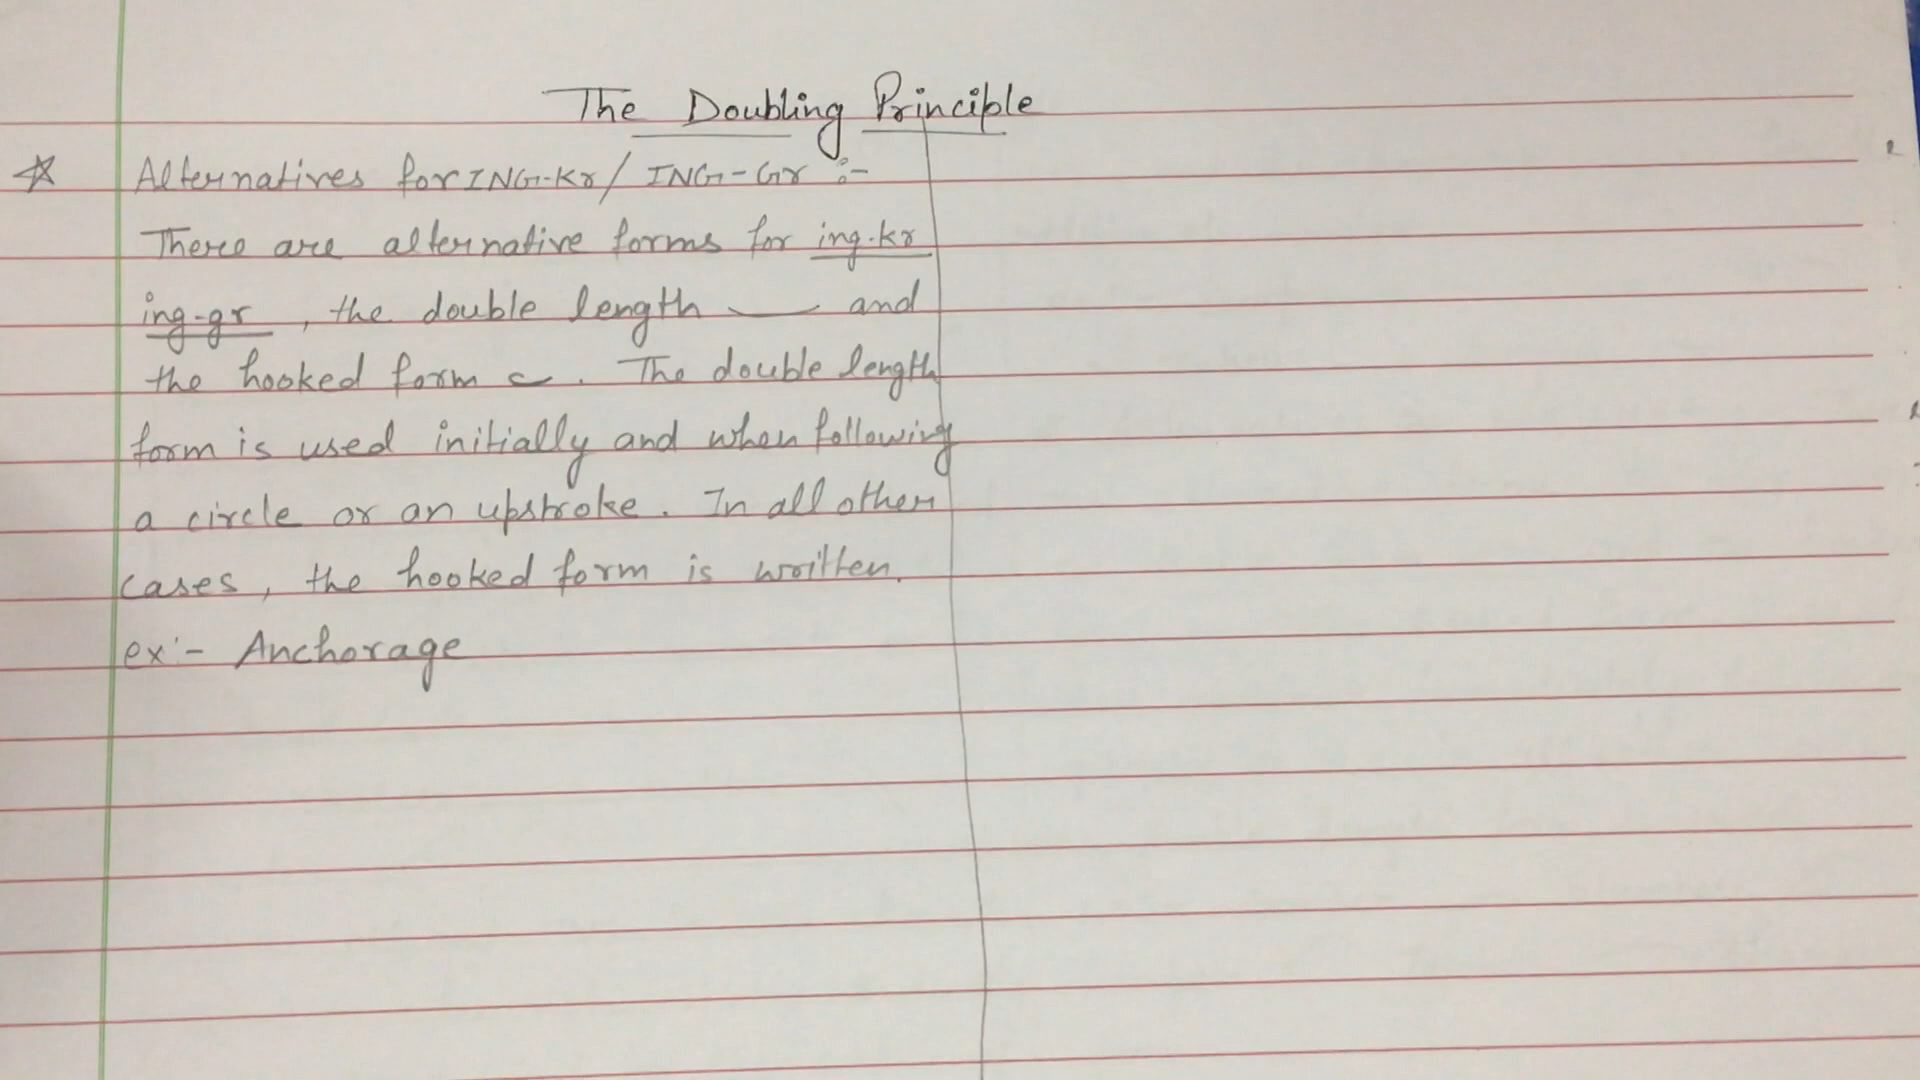 The Doubling Principle
☆ Alternatives for ING-Kr / ING-Gr :-
There are alternative forms for ing-kr
ing-gr , the double length and
the hooked form . The double length
form is used initially and when following
a circle or an upstroke. In all other
cases, the hooked form is written.
ex:- Anchorage